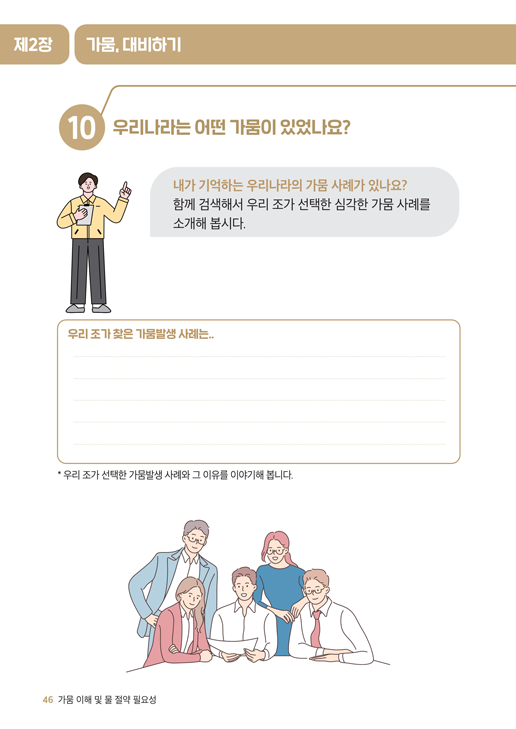 제2장
가뭄, 대비하기
10 우리나라는 어떤 가뭄이 있었나요?
내가 기억하는 우리나라의 가뭄 사례가 있나요?
함께 검색해서 우리 조가 선택한 심각한 가뭄 사례를
소개해 봅시다.
우리 조가 찾은 가뭄발생 사례는..
* 우리 조가 선택한 가뭄발생 사례와 그 이유를 이야기해 봅니다.
46 가뭄 이해 및 물 절약 필요성